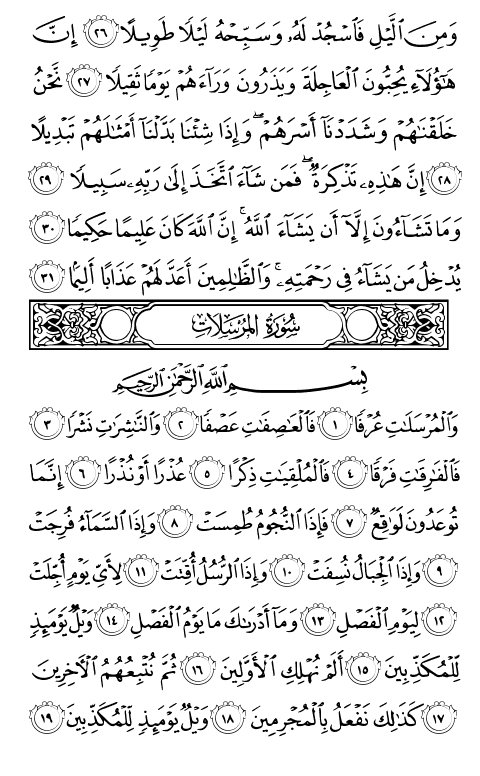 وَمِنَ ٱلَّيۡلِ فَٱسۡجُدۡ لَهُۥ وَسَبِّحۡهُ لَيۡلٗا طَوِيلًا ٢٦ إِنَّ
هَٰٓؤُلَآءِ يُحِبُّونَ ٱلۡعَاجِلَةَ وَيَذَرُونَ وَرَآءَهُمۡ يَوۡمٗا ثَقِيلٗا ٢٧ نَّحۡنُ
خَلَقۡنَٰهُمۡ وَشَدَدۡنَآ أَسۡرَهُمۡۖ وَإِذَا شِئۡنَا بَدَّلۡنَآ أَمۡثَٰلَهُمۡ تَبۡدِيلًا
٢٨ إِنَّ هَٰذِهِۦ تَذۡكِرَةٞۖ فَمَن شَآءَ ٱتَّخَذَ إِلَىٰ رَبِّهِۦ سَبِيلٗا ٢٩
وَمَا تَشَآءُونَ إِلَّآ أَن يَشَآءَ ٱللَّهُۚ إِنَّ ٱللَّهَ كَانَ عَلِيمًا حَكِيمٗا ٣٠
يُدۡخِلُ مَن يَشَآءُ فِي رَحۡمَتِهِۦۚ وَٱلظَّٰلِمِينَ أَعَدَّ لَهُمۡ عَذَابًا أَلِيمَۢا ٣١
سُورَةُ المُرۡسَلَات
بِسۡمِ ٱللَّهِ ٱلرَّحۡمَٰنِ ٱلرَّحِيمِ
وَٱلۡمُرۡسَلَٰتِ عُرۡفٗا ١ فَٱلۡعَٰصِفَٰتِ عَصۡفٗا ٢ وَٱلنَّٰشِرَٰتِ نَشۡرٗا ٣
فَٱلۡفَٰرِقَٰتِ فَرۡقٗا ٤ فَٱلۡمُلۡقِيَٰتِ ذِكۡرًا ٥ عُذۡرًا أَوۡ نُذۡرًا ٦ إِنَّمَا
تُوعَدُونَ لَوَٰقِعٞ ٧ فَإِذَا ٱلنُّجُومُ طُمِسَتۡ ٨ وَإِذَا ٱلسَّمَآءُ فُرِجَتۡ
٩ وَإِذَا ٱلۡجِبَالُ نُسِفَتۡ ١٠ وَإِذَا ٱلرُّسُلُ أُقِّتَتۡ ١١ لِأَيِّ يَوۡمٍ أُجِّلَتۡ
١٢ لِيَوۡمِ ٱلۡفَصۡلِ ١٣ وَمَآ أَدۡرَىٰكَ مَا يَوۡمُ ٱلۡفَصۡلِ ١٤ وَيۡلٞ يَوۡمَئِذٖ
لِّلۡمُكَذِّبِينَ ١٥ أَلَمۡ نُهۡلِكِ ٱلۡأَوَّلِينَ ١٦ ثُمَّ نُتۡبِعُهُمُ ٱلۡأٓخِرِينَ
١٧ كَذَٰلِكَ نَفۡعَلُ بِٱلۡمُجۡرِمِينَ ١٨ وَيۡلٞ يَوۡمَئِذٖ لِّلۡمُكَذِّبِينَ ١٩